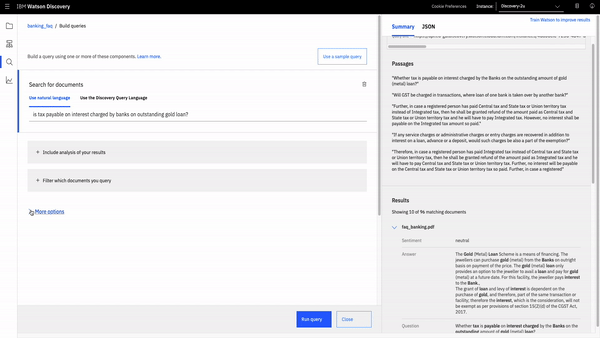 IBM Watson Discovery
Cookie Preferences
Instance:
Discovery-2u
banking_faq / Build queries
Train Watson to improve results
Summary
JSON
Build a query using one or more of these components. Learn more.
Use a sample query
Search for documents
Use natural language
Use the Discovery Query Language
is tax payable on interest charged by banks on outstanding gold loan?
+ Include analysis of your results
+ Filter which documents you query
More options
Run query
Close
Passages
"Whether tax is payable on interest charged by the Banks on the outstanding amount of gold
(metal) loan?"
"Will GST be charged in transactions, where loan of one bank is taken over by another bank?"
"Further, in case a registered person has paid Central tax and State tax or Union territory tax
instead of Integrated tax, then he shall be granted refund of the amount paid as Central tax
and State tax or Union territory tax and he will have to pay Integrated tax. However, no interest shall be
payable on the Integrated tax amount so paid."
"If any service charges or administrative charges or entry charges are recovered in addition to
interest on a loan, advance or a deposit, would such charges be also a part of the exemption?"
"Therefore, in case a registered person has paid Integrated tax instead of Central tax and State
tax or Union territory tax, then he shall be granted refund of the amount paid as Integrated tax and he
will have to pay Central tax and State tax or Union territory tax. Further, no interest will be payable
on the Central tax and State tax or Union territory tax so paid. Further, in case a registered"
Results
Showing 10 of 96 matching documents
faq_banking.pdf
Sentiment
neutral
Answer
The Gold (Metal) Loan Scheme is a means of financing. The
jewellers can purchase gold (metal) from the Banks on outright
basis on payment of the price. The gold (metal) loan only
provides an option to the jeweller to avail a loan and pay for gold
(metal) at a future date. For this facility, the jeweller pays interest
to the Bank.,
The grant of loan and levy of interest is dependent on the
purchase of gold, and therefore, part of the same transaction or
facility; therefore the interest, which is the consideration, will not
be exempt as per provisions of section 15(2)(d) of the CGST Act,
2017.
Question
Whether tax is payable on interest charged by the Banks on the
outstanding amount of gold (metal) loan?